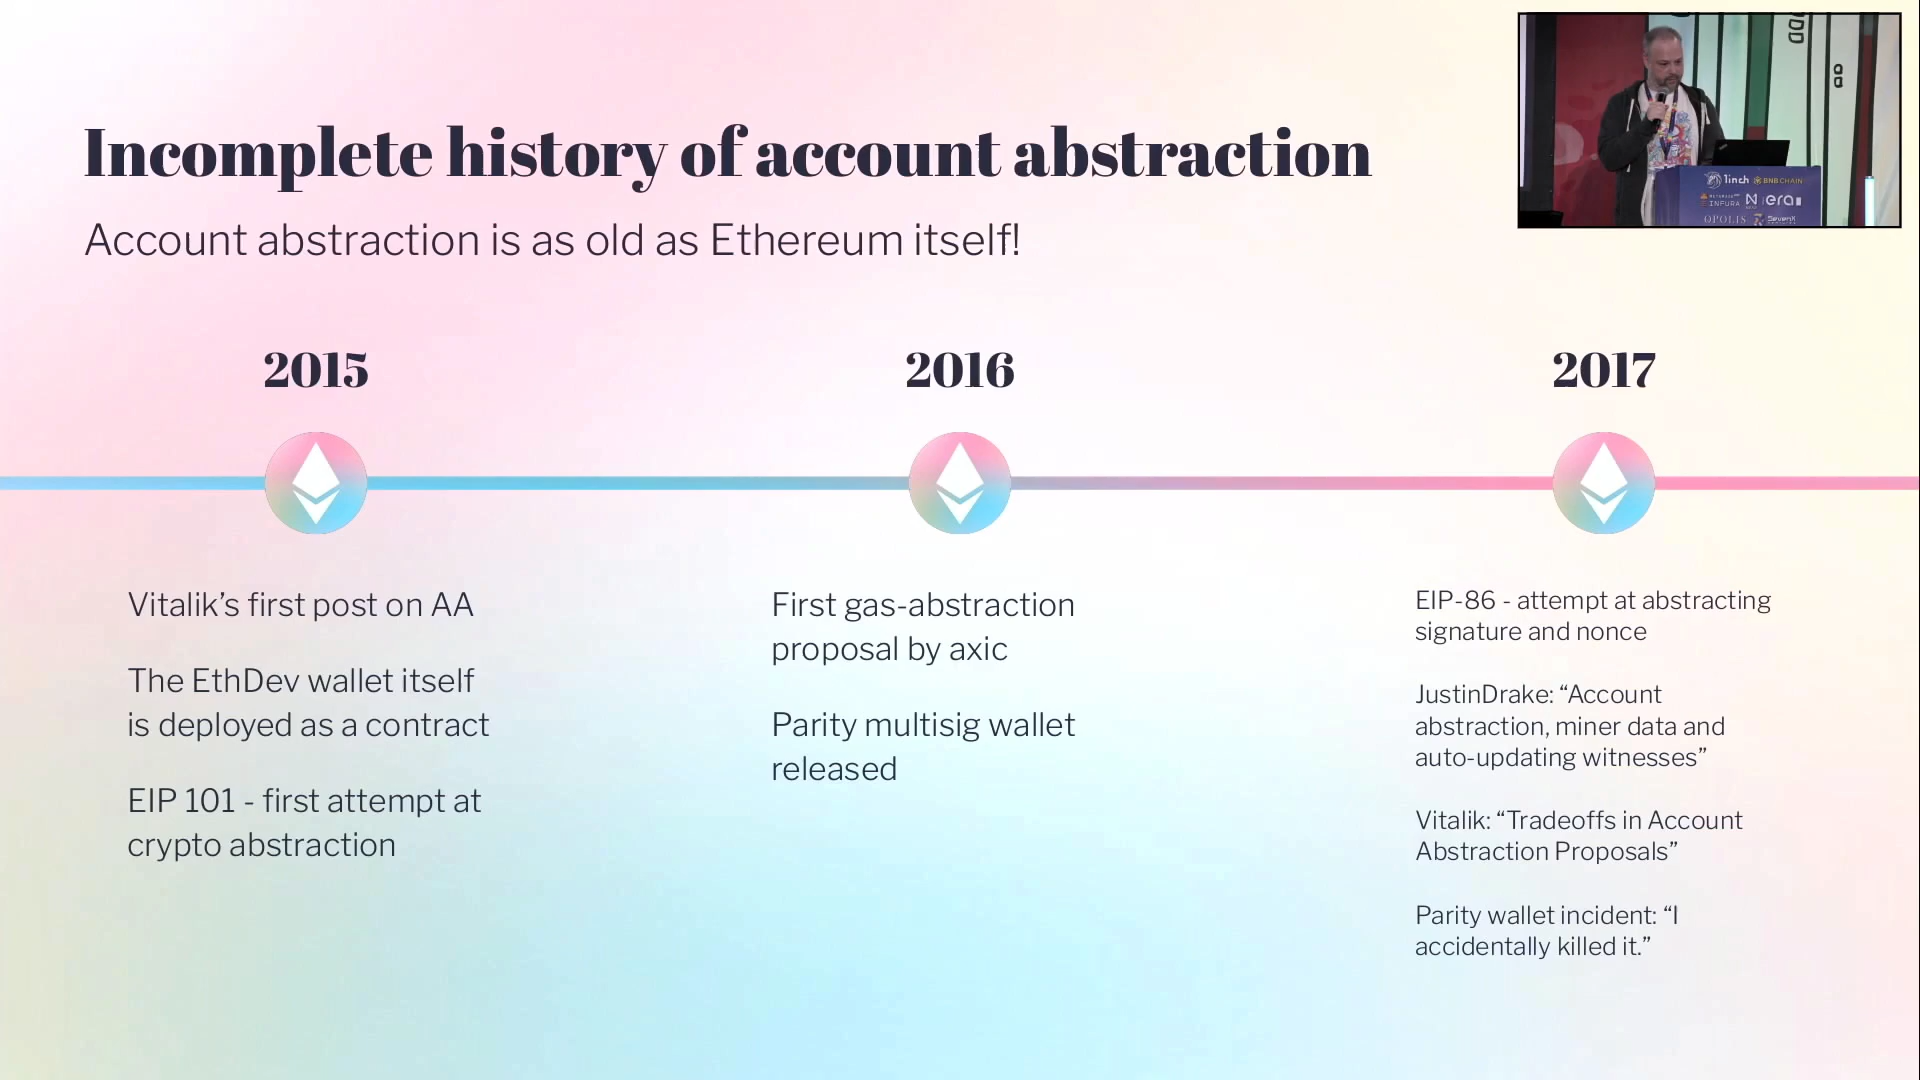 Incomplete history of account abstraction
Account abstraction is as old as Ethereum itself!
2015
2016
2017
Vitalik’s first post on AA
The EthDev wallet itself
is deployed as a contract
EIP 101 - first attempt at
crypto abstraction
First gas-abstraction
proposal by axic
Parity multisig wallet
released
EIP-86 - attempt at abstracting
signature and nonce
JustinDrake: “Account
abstraction, miner data and
auto-updating witnesses”
Vitalik: “Tradeoffs in Account
Abstraction Proposals”
Parity wallet incident: “I
accidentally killed it.”
1inch BNB CHAIN
INFURA
OPOLIS